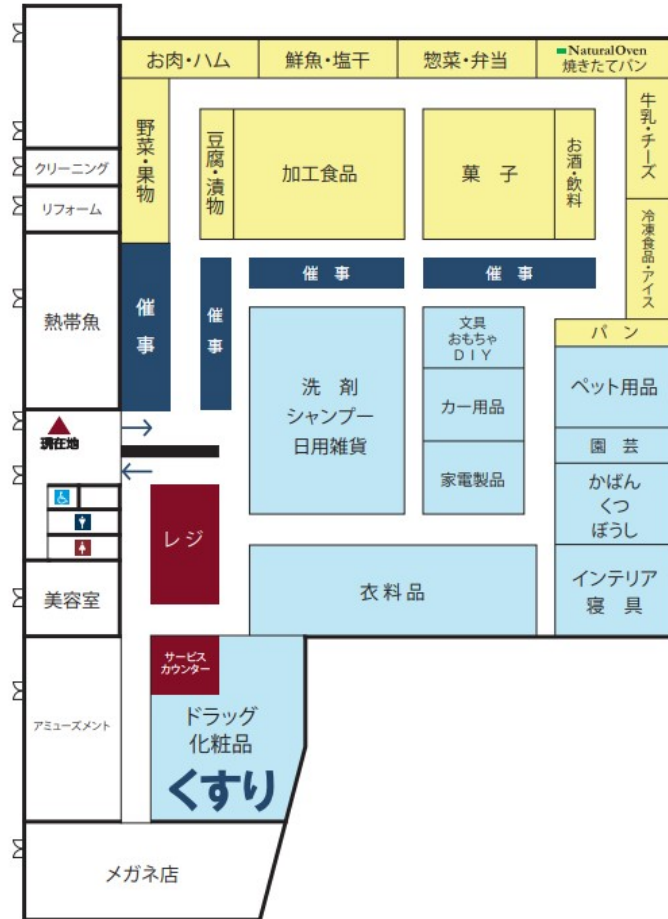 お肉・ハム
鮮魚・塩干
惣菜・弁当
NaturalOven
焼きたてパン
野菜・果物
豆腐・漬物
加工食品
菓子
お酒・飲料
牛乳・チーズ
冷凍食品・アイス
クリーニング
リフォーム
熱帯魚
催事
催事
催事
催事
文具
おもちゃ
DIY
パン
洗剤
シャンプー
日用雑貨
カー用品
ペット用品
現在地
家電製品
園芸
かばん
くつ
ぼうし
レジ
美容室
衣料品
インテリア
寝具
サービス
カウンター
アミューズメント
ドラッグ
化粧品
くすり
メガネ店